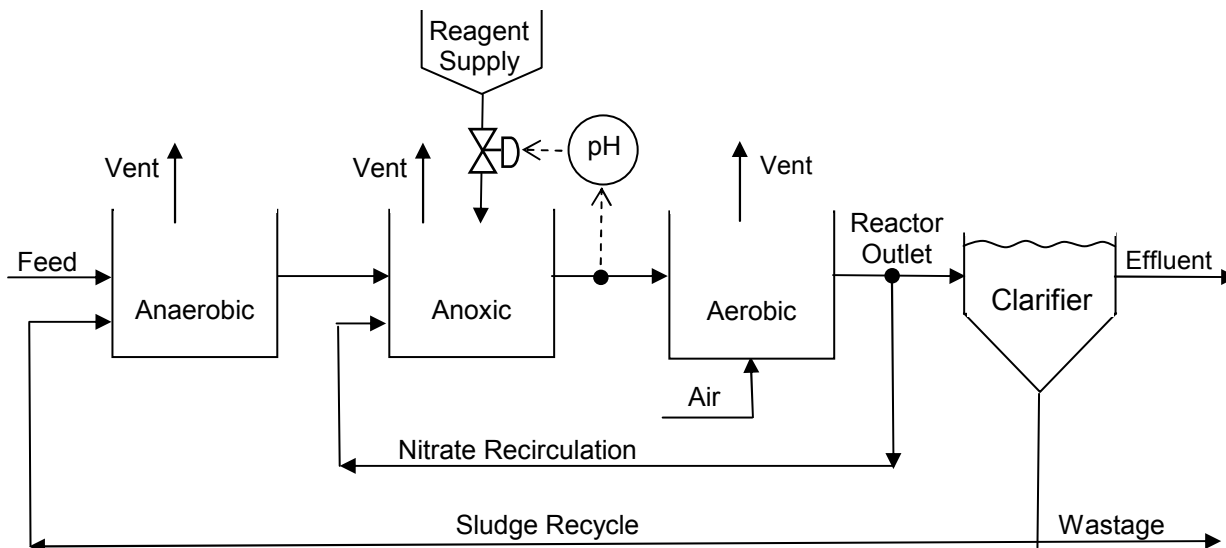 Reagent
Supply
pH
Vent
Vent
Vent
Reactor
Outlet
Feed
Effluent
Anaerobic
Anoxic
Aerobic
Clarifier
Air
Nitrate Recirculation
Sludge Recycle
Wastage